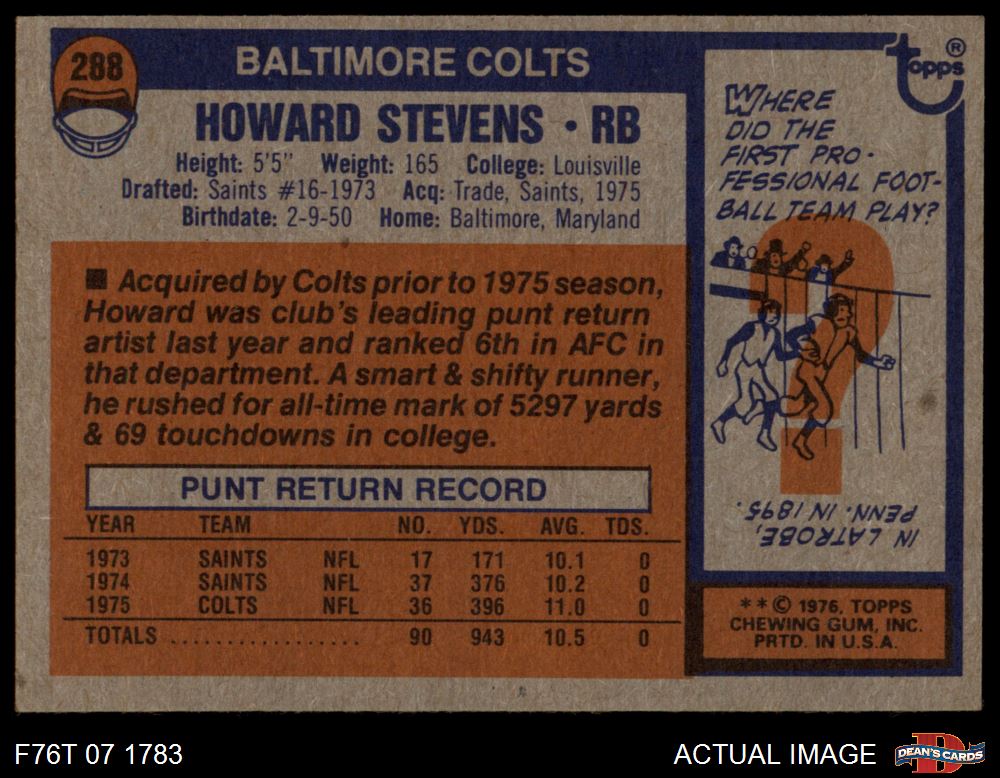 288
BALTIMORE COLTS
HOWARD STEVENS • RB
Height: 5'5" Weight: 165 College: Louisville
Drafted: Saints #16-1973 Acq: Trade, Saints, 1975
Birthdate: 2-9-50 Home: Baltimore, Maryland
■ Acquired by Colts prior to 1975 season,
Howard was club's leading punt return
artist last year and ranked 6th in AFC in
that department. A smart & shifty runner,
he rushed for all-time mark of 5297 yards
& 69 touchdowns in college.
PUNT RETURN RECORD
YEAR TEAM NO. YDS. AVG. TDS.
1973 SAINTS NFL 17 171 10.1 0
1974 SAINTS NFL 37 376 10.2 0
1975 COLTS NFL 36 396 11.0 0
TOTALS ................. 90 943 10.5 0
topps ®
WHERE
DID THE
FIRST PRO-
FESSIONAL FOOT-
BALL TEAM PLAY?
?
IN LATROBE,
PENN. IN 1895.
** © 1976, TOPPS
CHEWING GUM, INC.
PRTD. IN U.S.A.
F76T 07 1783
ACTUAL IMAGE
D
DEAN'S CARDS